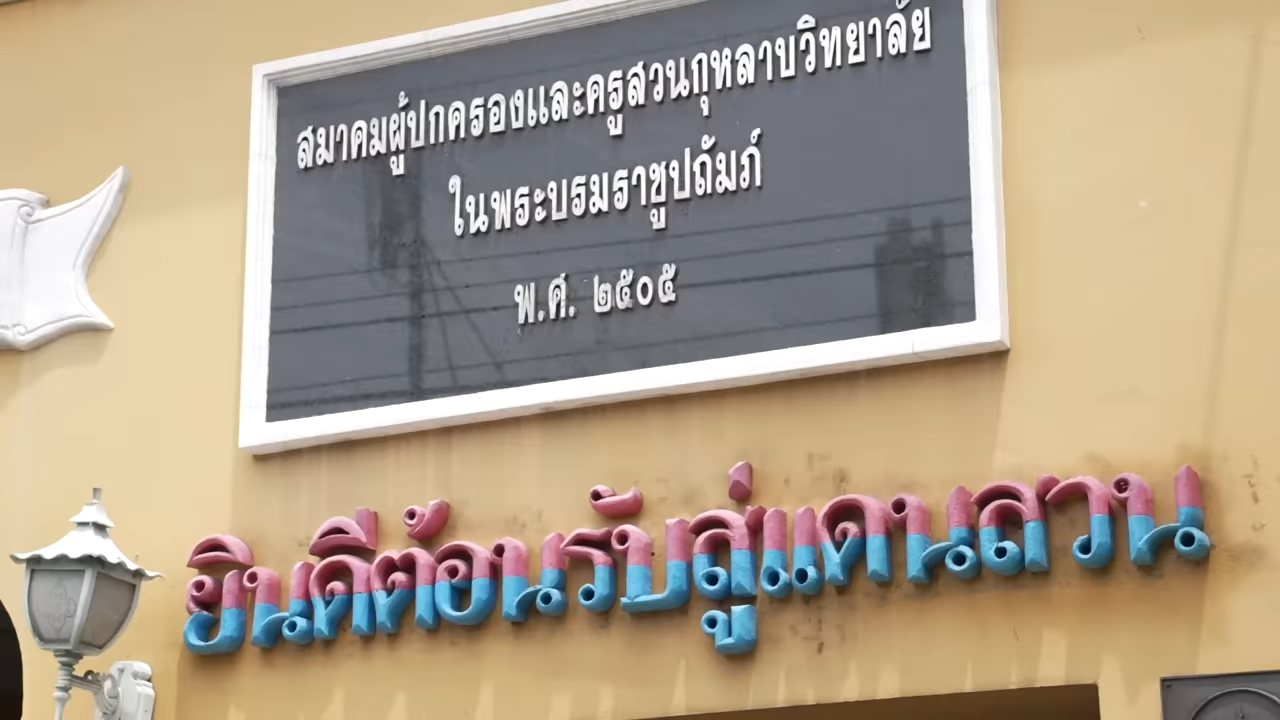 สมาคมผู้ปกครองและครูสวนกุหลาบวิทยาลัย
ในพระบรมราชูปถัมภ์
พ.ศ. ๒๕๐๕
ยินดีต้อนรับสู่แดนสวน